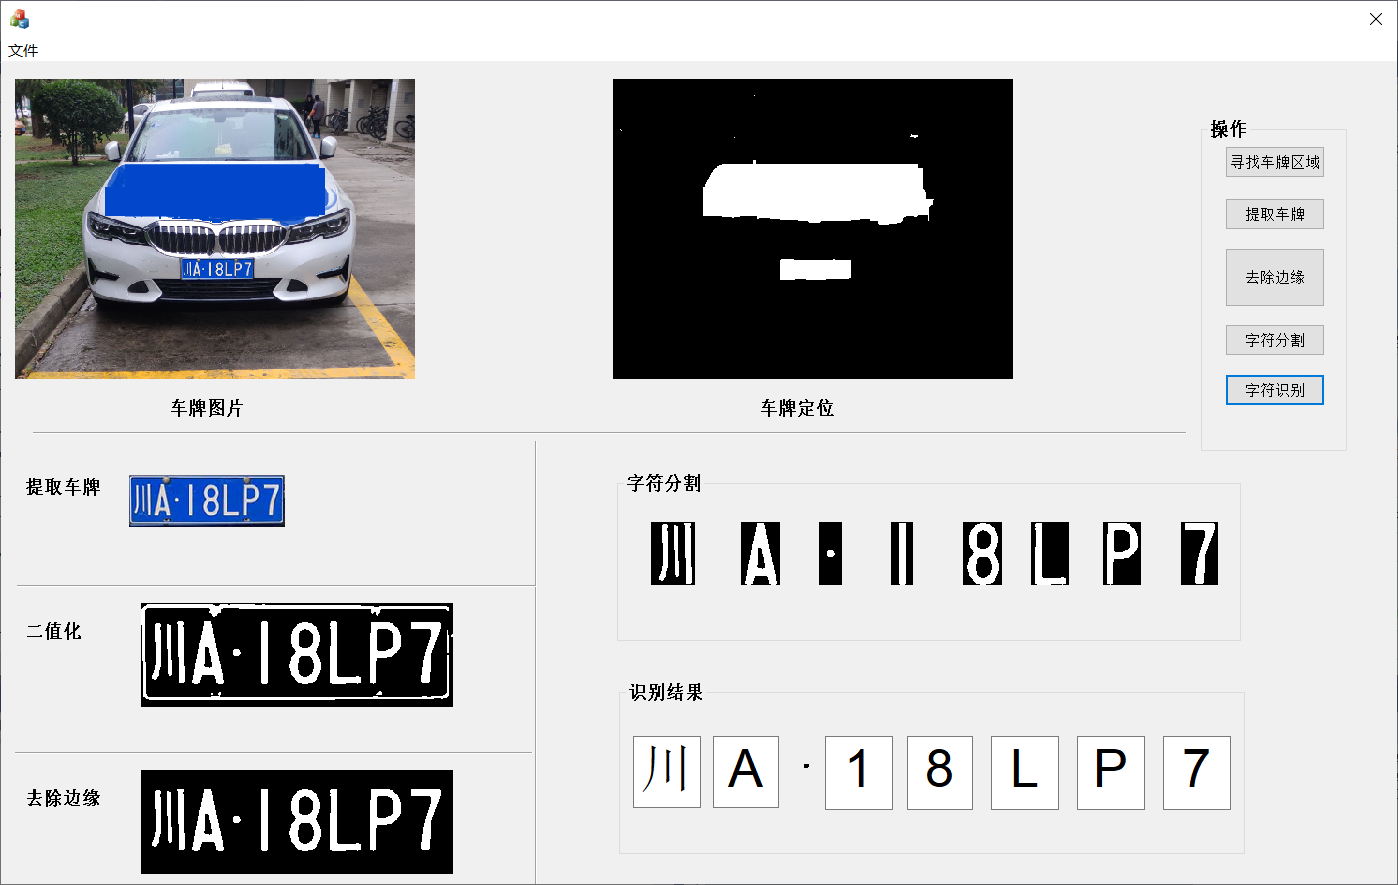 文件
川A·18LP7
车牌图片
车牌定位
操作
寻找车牌区域
提取车牌
去除边缘
字符分割
字符识别
提取车牌
川A·18LP7
二值化
川A·18LP7
去除边缘
川A·18LP7
字符分割
川 A · 1 8 L P 7
识别结果
川 A · 1 8 L P 7